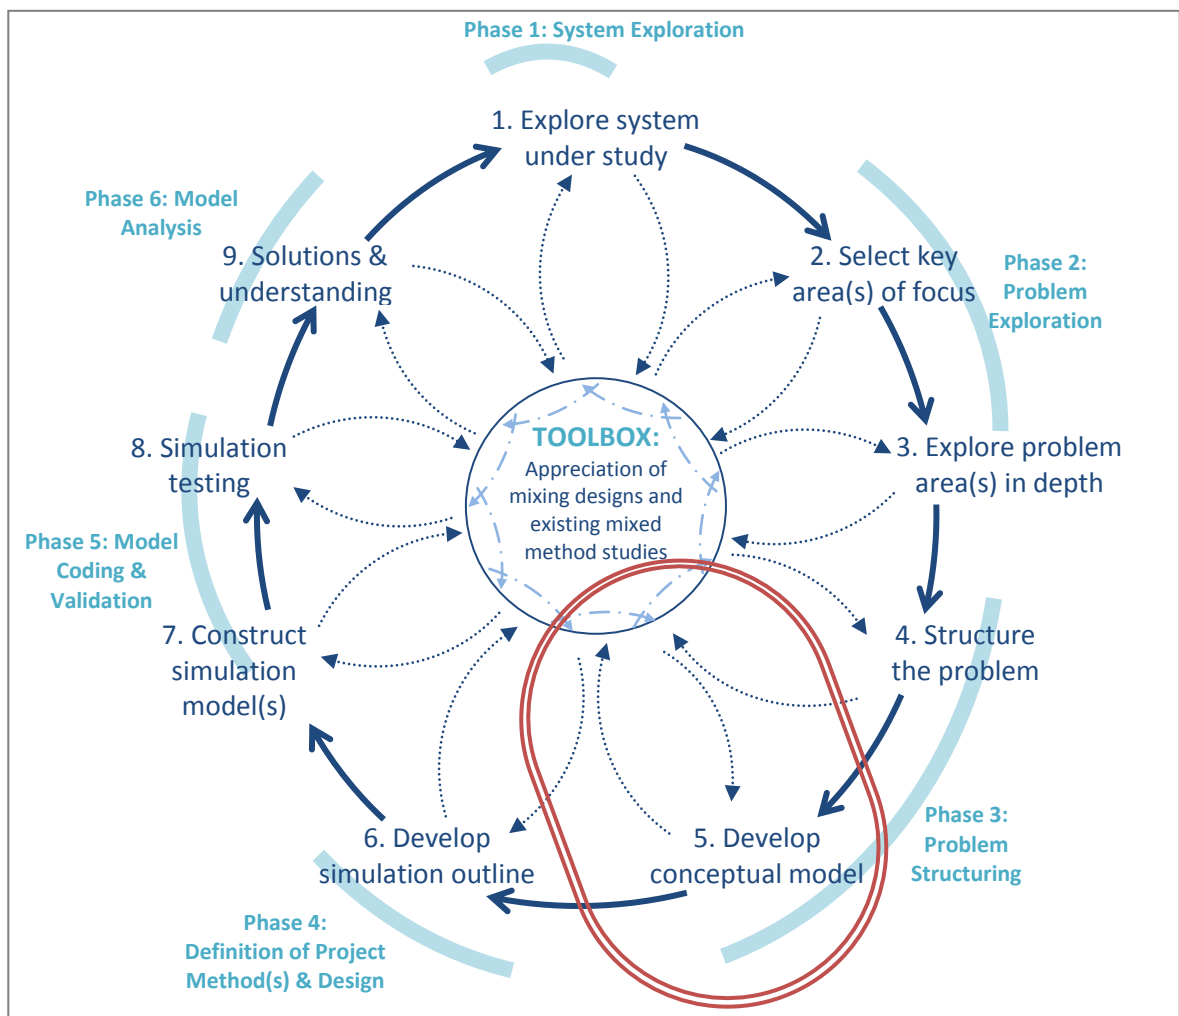 Phase 1: System Exploration
1. Explore system
under study
Phase 6: Model
Analysis
9. Solutions &
understanding
2. Select key
area(s) of focus
Phase 2:
Problem
Exploration
TOOLBOX:
Appreciation of
mixing designs and
existing mixed
method studies
8. Simulation
testing
3. Explore problem
area(s) in depth
Phase 5: Model
Coding &
Validation
7. Construct
simulation
model(s)
4. Structure
the problem
6. Develop
simulation outline
5. Develop
conceptual model
Phase 3:
Problem
Structuring
Phase 4:
Definition of Project
Method(s) & Design